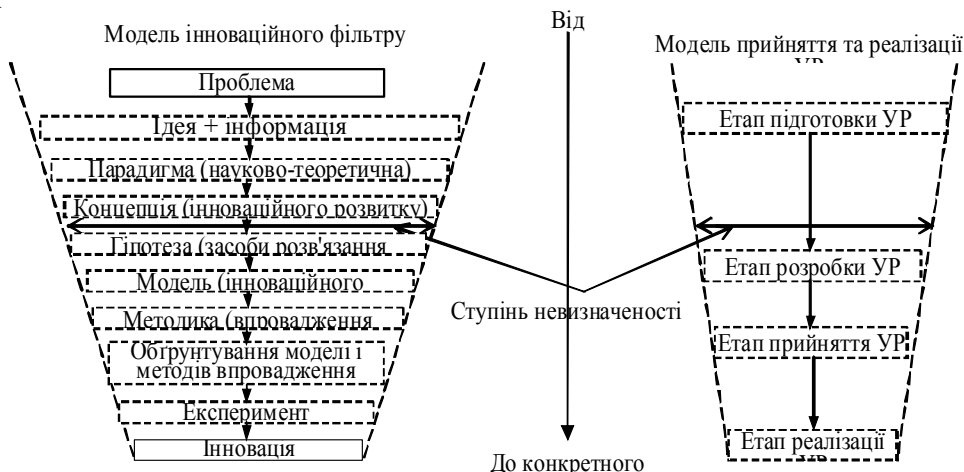 Модель інноваційного фільтру
Проблема
Ідея + інформація
Парадигма (науково-теоретична)
Концепція (інноваційного розвитку)
Гіпотеза (засоби розв'язання
Модель (інноваційного
Методика (впровадження
Обґрунтування моделі і
методів впровадження
Експеримент
Інновація
Від
Ступінь невизначеності
До конкретного
Модель прийняття та реалізації
УР
Етап підготовки УР
Етап розробки УР
Етап прийняття УР
Етап реалізації
УР